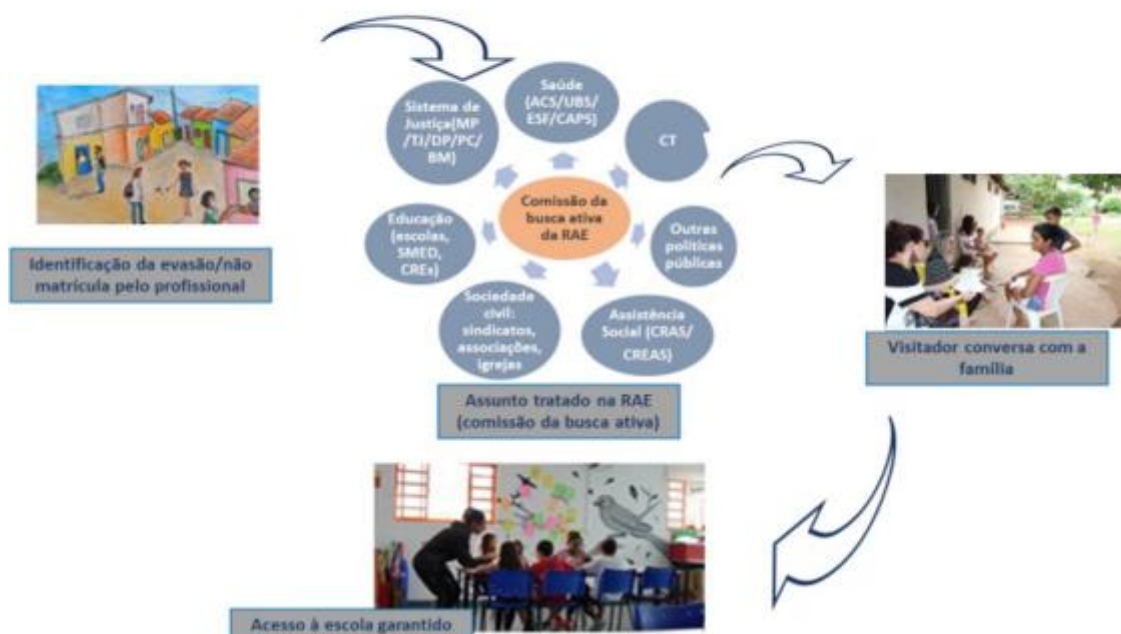 Identificação da evasão/não
matrícula pelo profissional
Sistema de
Justiça(MP
/TJ/DP/PC/
BM)
Saúde
(ACS/UBS/
ESF/CAPS)
CT
Educação
(escolas,
SMED,
CREs)
Comissão da
busca ativa
da RAE
Outras
políticas
públicas
Sociedade
civil:
sindicatos,
associações,
igrejas
Assistência
Social (CRAS/
CREAS)
Assunto tratado na RAE
(comissão da busca ativa)
Visitador conversa com a
família
Acesso à escola garantido